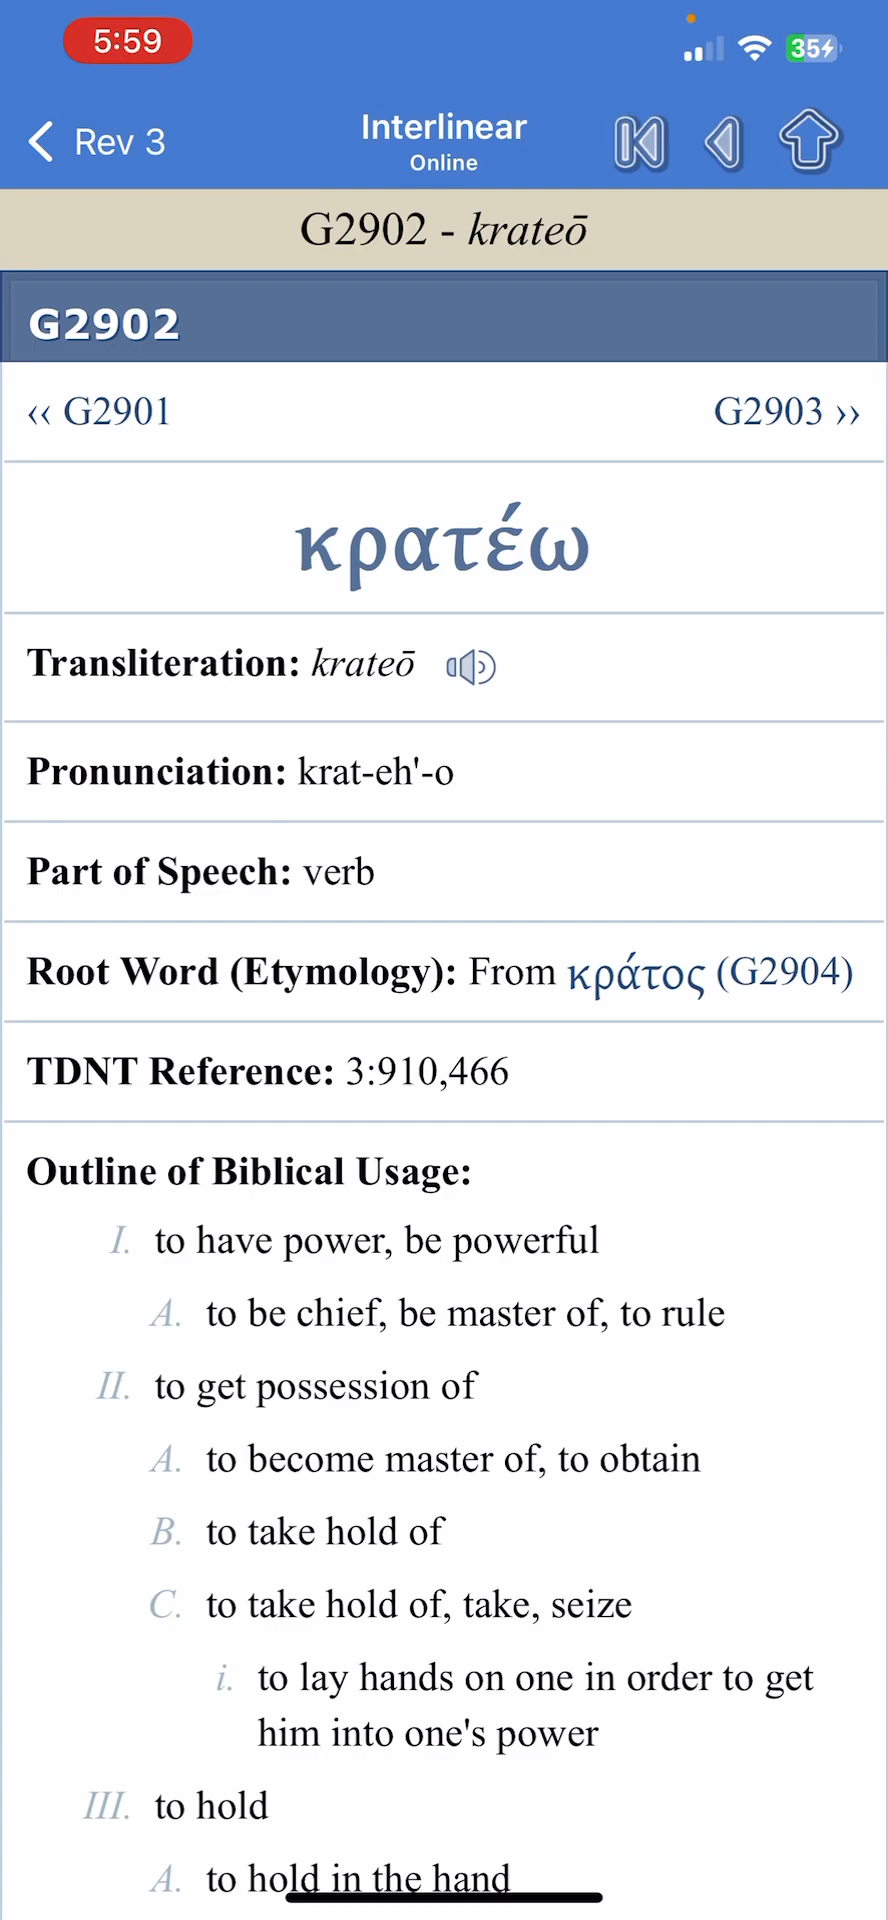 5:59
35
Rev 3
Interlinear
Online
G2902 - krateō
G2902
‹‹ G2901
G2903 ››
κρατέω
Transliteration: krateō
Pronunciation: krat-eh'-o
Part of Speech: verb
Root Word (Etymology): From κράτος (G2904)
TDNT Reference: 3:910,466
Outline of Biblical Usage:
I. to have power, be powerful
A. to be chief, be master of, to rule
II. to get possession of
A. to become master of, to obtain
B. to take hold of
C. to take hold of, take, seize
i. to lay hands on one in order to get
him into one's power
III. to hold
A. to hold in the hand